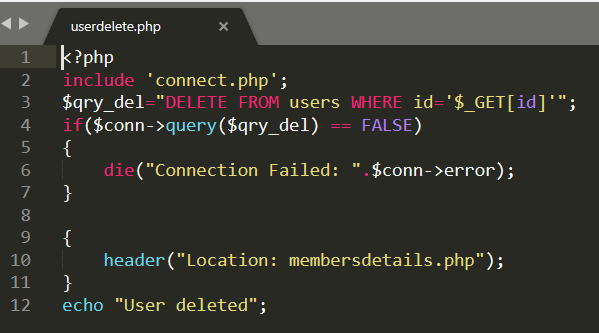 userdelete.php
1 <?php
2 include 'connect.php';
3 $qry_del="DELETE FROM users WHERE id='$_GET[id]'";
4 if($conn->query($qry_del) == FALSE)
5 {
6     die("Connection Failed: ".$conn->error);
7 }
8
9 {
10     header("Location: membersdetails.php");
11 }
12 echo "User deleted";